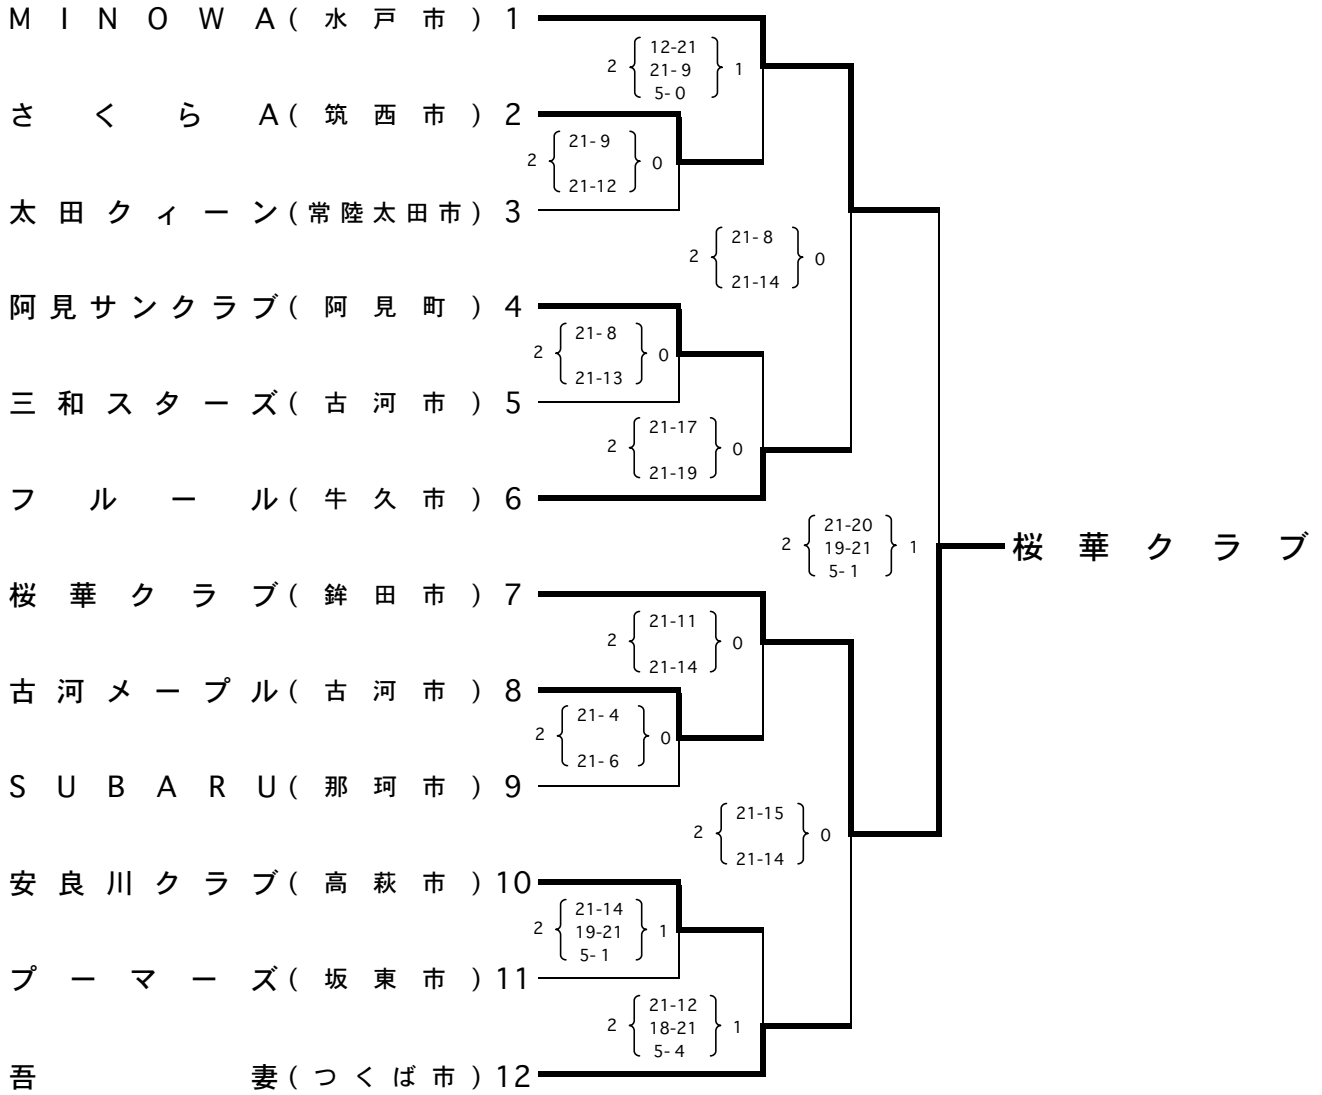 MINOWA(水戸市)1
12-21
2 21-9 1
5-0
さくらA(筑西市)2
21-9
2 0
21-12
太田クィーン(常陸太田市)3
21-8
2 0
21-14
阿見サンクラブ(阿見町)4
21-8
2 0
21-13
三和スターズ(古河市)5
21-17
2 0
21-19
フルール(牛久市)6
21-20
2 19-21 1
5-1
桜華クラブ
桜華クラブ(鉾田市)7
21-11
2 0
21-14
古河メープル(古河市)8
21-4
2 0
21-6
SUBARU(那珂市)9
21-15
2 0
21-14
安良川クラブ(高萩市)10
21-14
2 19-21 1
5-1
プーマーズ(坂東市)11
21-12
2 18-21 1
5-4
吾妻(つくば市)12